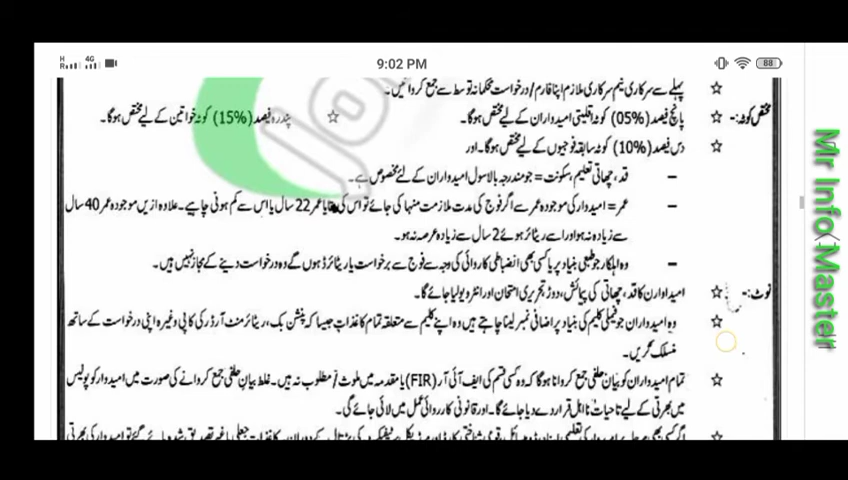 9:02 PM
88
پہلے سے سرکاری نیم سرکاری ملازم اپنا فارم/درخواست محکمانہ توسط سے جمع کروائیں۔
مختص کوٹہ:- ☆ پانچ فیصد (05%) کوٹہ اقلیتی امیدواران کے لیے مختص ہوگا۔ ☆ پندرہ فیصد (15%) کوٹہ خواتین کے لیے مختص ہوگا۔
☆ دس فیصد (10%) کوٹہ سابقہ فوجیوں کے لیے مختص ہوگا۔ اور
– قد، چھاتی تعلیم، سکونت = جو مندرجہ بالا سول امیدواران کے لئے مخصوص ہے۔
– عمر = امیدوار کی موجودہ عمر سے اگر فوج کی مدت ملازمت منہا کی جائے تو اس کی بقایا عمر 22 سال یا اس سے کم ہونی چاہیے۔ علاوہ ازیں موجودہ عمر 40 سال
سے زیادہ نہ ہو اور اسے ریٹائر ہوئے 2 سال سے زیادہ عرصہ نہ ہو۔
– وہ اہلکار جو طبی بنیاد پر یا کسی بھی انضباطی کاروائی کی وجہ سے فوج سے برخواست یا ریٹائرڈ ہوں گے وہ درخواست دینے کے مجاز نہیں ہیں۔
نوٹ:- ☆ امیداوارن کا قد، چھاتی کی پیمائش، دوڑ تحریری امتحان اور انٹرویو لیا جائے گا۔
☆ وہ امیدواران جو فیملی کلیم کی بنیاد پر اضافی نمبر لینا چاہتے ہیں وہ اپنے کلیم سے متعلقہ تمام کاغذات جیسا کہ پنشن بک، ریٹائرمنٹ آرڈر کی کاپی وغیرہ اپنی درخواست کے ساتھ
منسلک کریں۔
☆ تمام امیدواران کو بیان حلفی جمع کروانا ہوگا کہ وہ کسی قسم کی ایف آئی آر (FIR) یا مقدمہ میں ملوث/مطلوب نہ ہیں۔ غلط بیان حلفی جمع کروانے کی صورت میں امیدوار کو پولیس
میں بھرتی کے لیے تاحیات نااہل قرار دے دیا جائے گا۔ اور قانونی کارروائی عمل میں لائی جائے گی۔
Mr Info Master